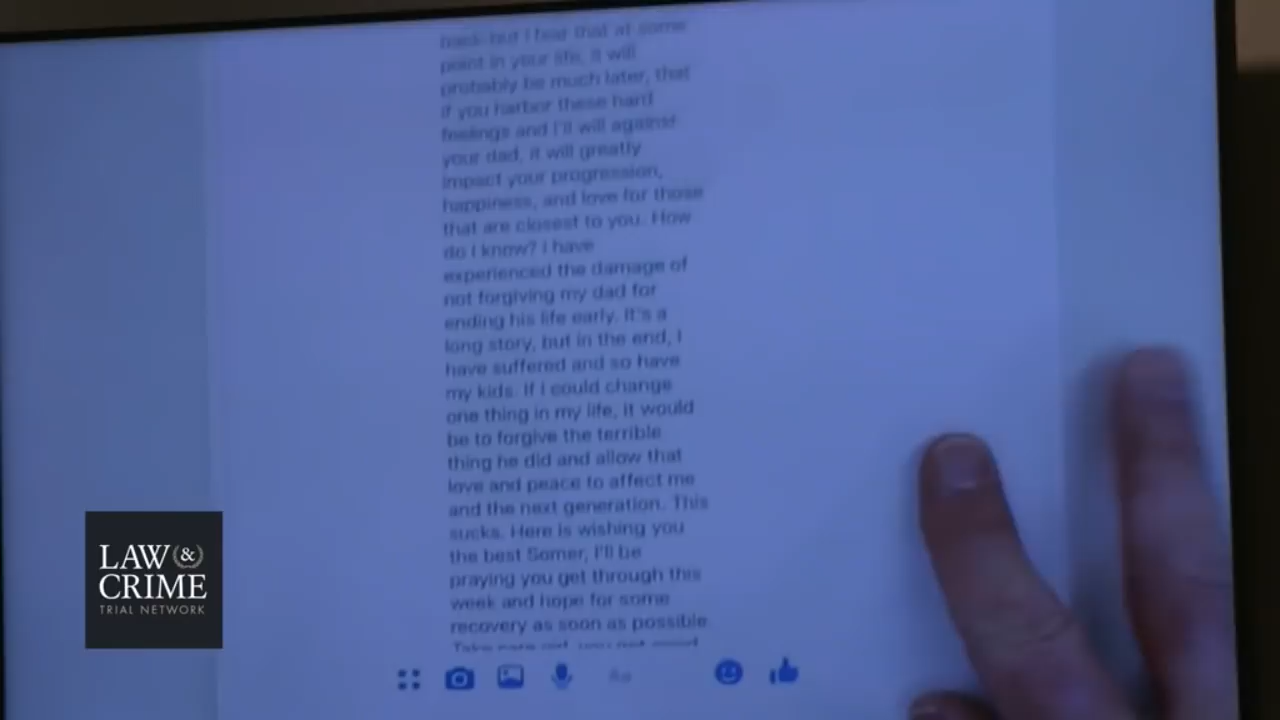 back but I fear that at some
point in your life, it will
probably be much later, that
if you harbor these hard
feelings and I'll will against
your dad, it will greatly
impact your progression,
happiness, and love for those
that are closest to you. How
do I know? I have
experienced the damage of
not forgiving my dad for
ending his life early. It's a
long story, but in the end, I
have suffered and so have
my kids. If I could change
one thing in my life, it would
be to forgive the terrible
thing he did and allow that
love and peace to affect me
and the next generation. This
sucks. Here is wishing you
the best Somer, I'll be
praying you get through this
week and hope for some
recovery as soon as possible.
Take care
Aa
LAW &
CRIME
TRIAL NETWORK